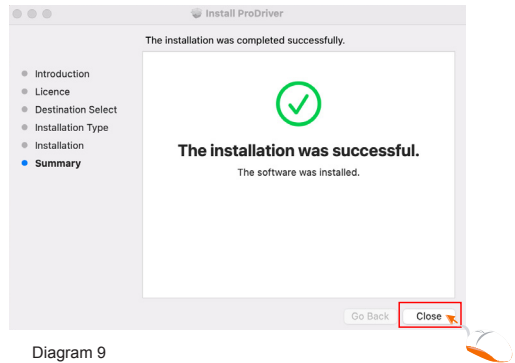 Install ProDriver
The installation was completed successfully.
Introduction
Licence
Destination Select
Installation Type
Installation
Summary
The installation was successful.
The software was installed.
Go Back
Close
Diagram 9